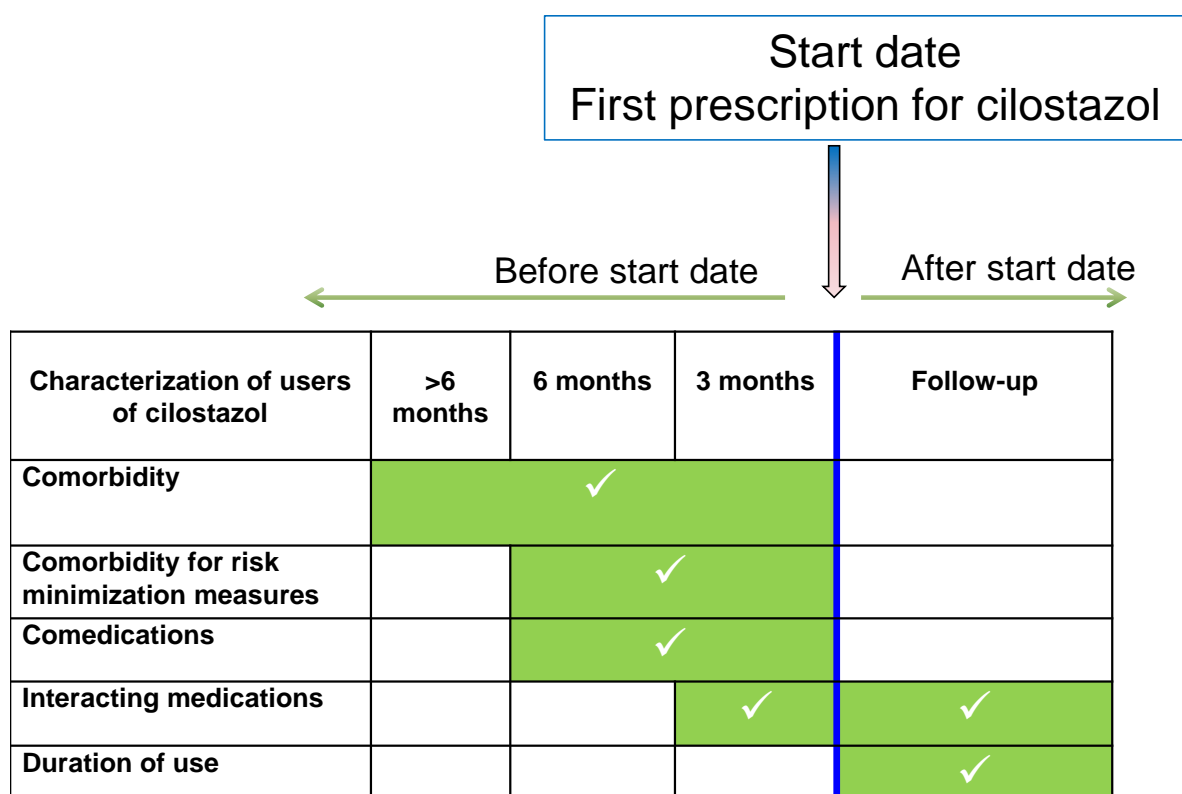 Start date
First prescription for cilostazol
Before start date
After start date
Characterization of users
of cilostazol
>6
months
6 months
3 months
Follow-up
Comorbidity
✓
Comorbidity for risk
minimization measures
✓
Comedications
✓
Interacting medications
✓
✓
Duration of use
✓